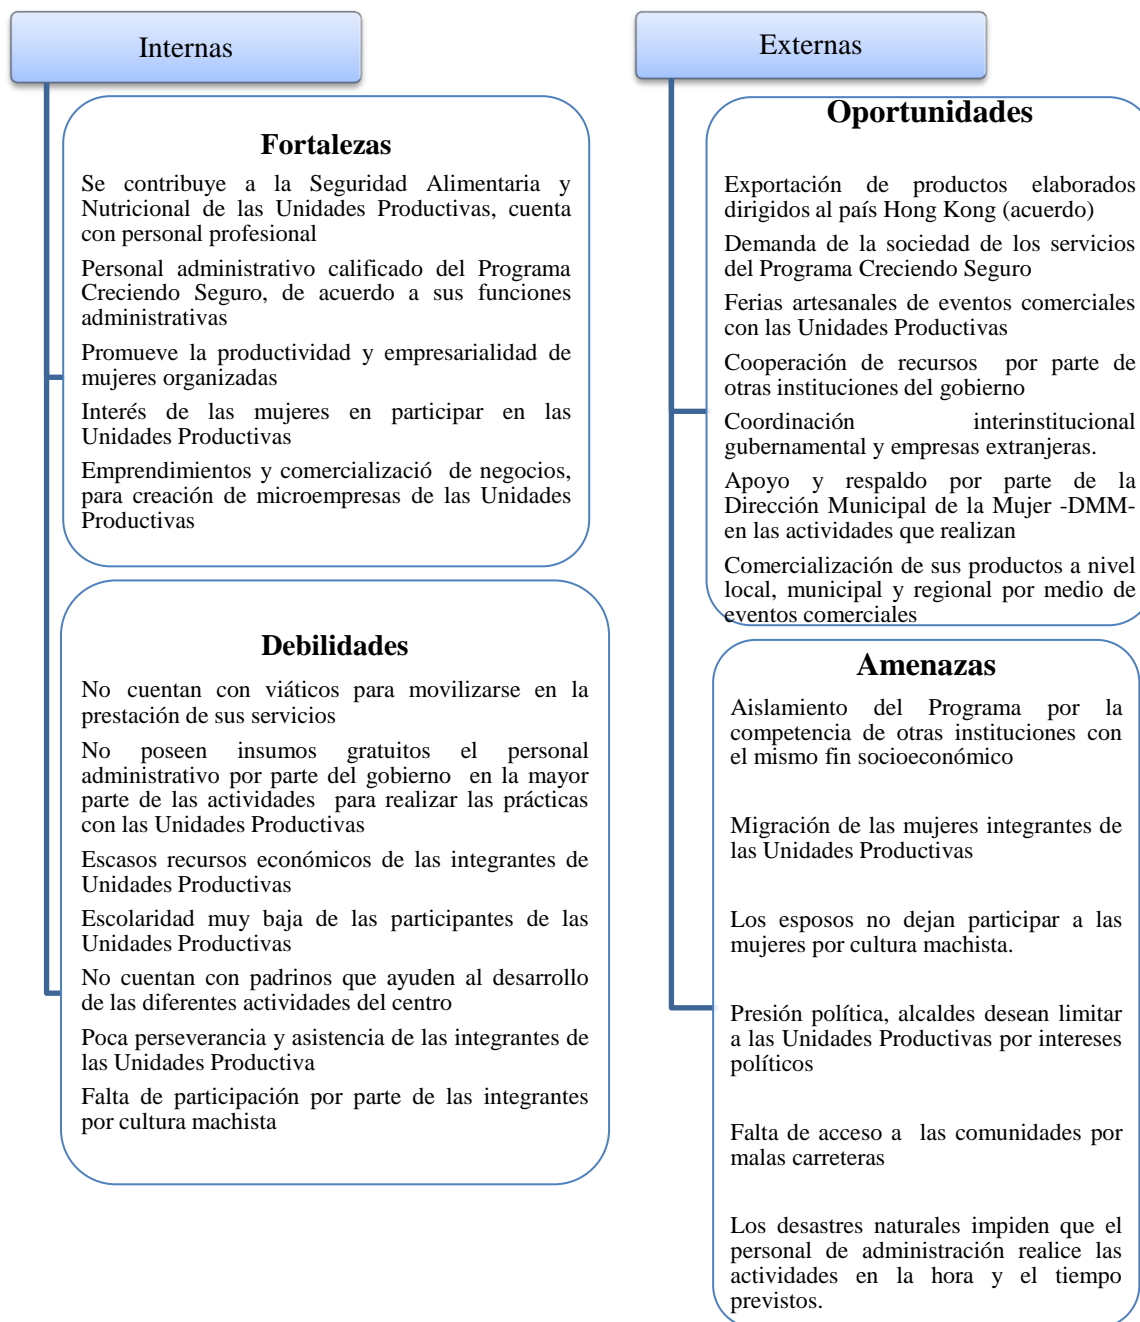 Internas
Fortalezas
Se contribuye a la Seguridad Alimentaria y
Nutricional de las Unidades Productivas, cuenta
con personal profesional
Personal administrativo calificado del Programa
Creciendo Seguro, de acuerdo a sus funciones
administrativas
Promueve la productividad y empresarialidad de
mujeres organizadas
Interés de las mujeres en participar en las
Unidades Productivas
Emprendimientos y comercializació de negocios,
para creación de microempresas de las Unidades
Productivas
Debilidades
No cuentan con viáticos para movilizarse en la
prestación de sus servicios
No poseen insumos gratuitos el personal
administrativo por parte del gobierno en la mayor
parte de las actividades para realizar las prácticas
con las Unidades Productivas
Escasos recursos económicos de las integrantes de
Unidades Productivas
Escolaridad muy baja de las participantes de las
Unidades Productivas
No cuentan con padrinos que ayuden al desarrollo
de las diferentes actividades del centro
Poca perseverancia y asistencia de las integrantes de
las Unidades Productiva
Falta de participación por parte de las integrantes
por cultura machista
Externas
Oportunidades
Exportación de productos elaborados
dirigidos al país Hong Kong (acuerdo)
Demanda de la sociedad de los servicios
del Programa Creciendo Seguro
Ferias artesanales de eventos comerciales
con las Unidades Productivas
Cooperación de recursos por parte de
otras instituciones del gobierno
Coordinación interinstitucional
gubernamental y empresas extranjeras.
Apoyo y respaldo por parte de la
Dirección Municipal de la Mujer -DMM-
en las actividades que realizan
Comercialización de sus productos a nivel
local, municipal y regional por medio de
eventos comerciales
Amenazas
Aislamiento del Programa por la
competencia de otras instituciones con
el mismo fin socioeconómico
Migración de las mujeres integrantes de
las Unidades Productivas
Los esposos no dejan participar a las
mujeres por cultura machista.
Presión política, alcaldes desean limitar
a las Unidades Productivas por intereses
políticos
Falta de acceso a las comunidades por
malas carreteras
Los desastres naturales impiden que el
personal de administración realice las
actividades en la hora y el tiempo
previstos.